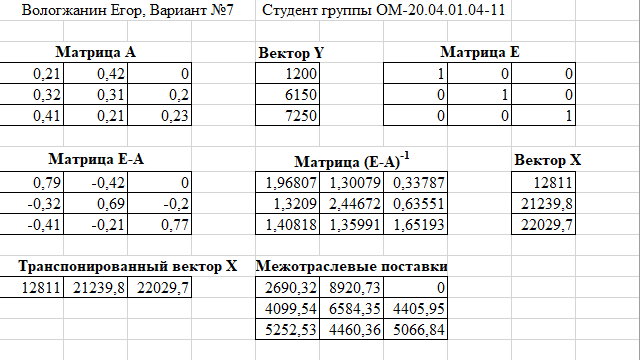 Вологжанин Егор, Вариант №7 Студент группы ОМ-20.04.01.04-11
Матрица А Вектор Y Матрица Е
0,21 0,42 0 1200 1 0 0
0,32 0,31 0,2 6150 0 1 0
0,41 0,21 0,23 7250 0 0 1
Матрица Е-А Матрица (Е-А)-1 Вектор X
0,79 -0,42 0 1,96807 1,30079 0,33787 12811
-0,32 0,69 -0,2 1,3209 2,44672 0,63551 21239,8
-0,41 -0,21 0,77 1,40818 1,35991 1,65193 22029,7
Транспонированный вектор X Межотраслевые поставки
12811 21239,8 22029,7 2690,32 8920,73 0
4099,54 6584,35 4405,95
5252,53 4460,36 5066,84